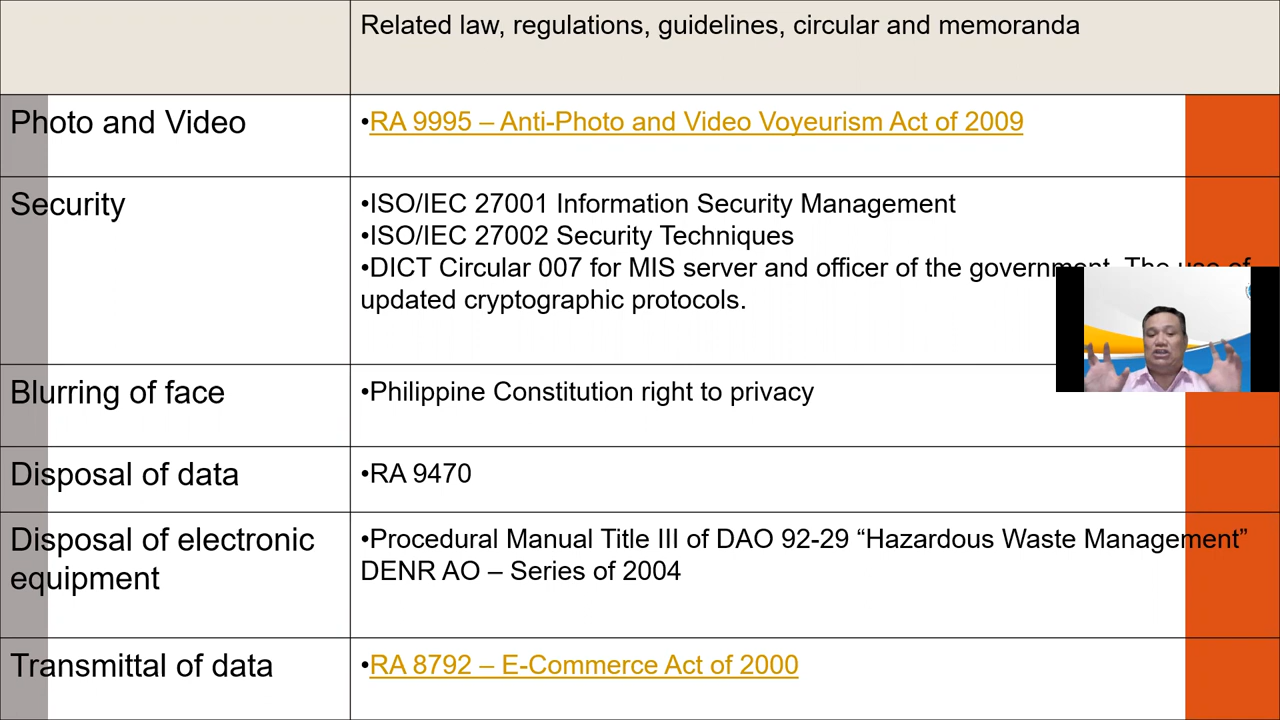 Related law, regulations, guidelines, circular and memoranda
Photo and Video
•RA 9995 – Anti-Photo and Video Voyeurism Act of 2009
Security
•ISO/IEC 27001 Information Security Management
•ISO/IEC 27002 Security Techniques
•DICT Circular 007 for MIS server and officer of the government. The use of
updated cryptographic protocols.
Blurring of face
•Philippine Constitution right to privacy
Disposal of data
•RA 9470
Disposal of electronic
equipment
•Procedural Manual Title III of DAO 92-29 “Hazardous Waste Management”
DENR AO – Series of 2004
Transmittal of data
•RA 8792 – E-Commerce Act of 2000